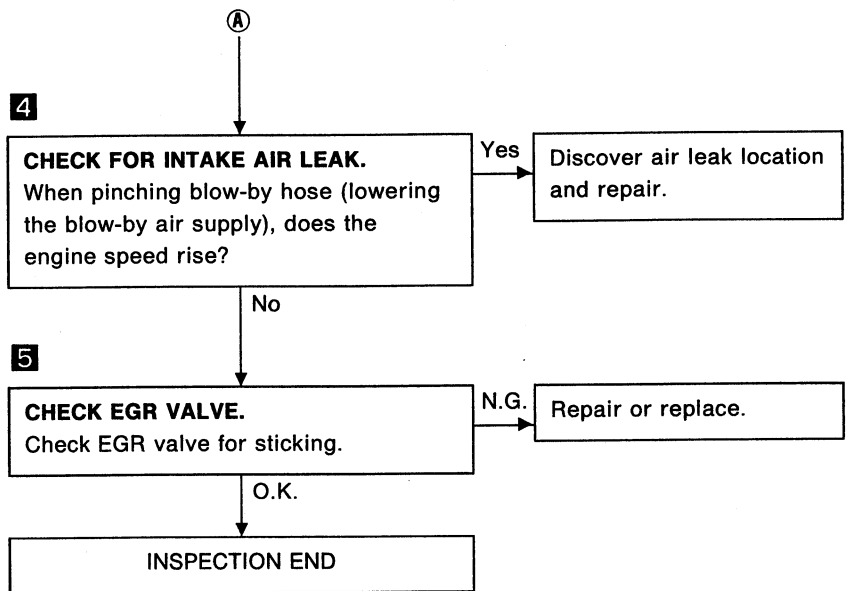 Ⓐ
4
CHECK FOR INTAKE AIR LEAK.
When pinching blow-by hose (lowering
the blow-by air supply), does the
engine speed rise?
Yes
Discover air leak location
and repair.
No
5
CHECK EGR VALVE.
Check EGR valve for sticking.
N.G.
Repair or replace.
O.K.
INSPECTION END